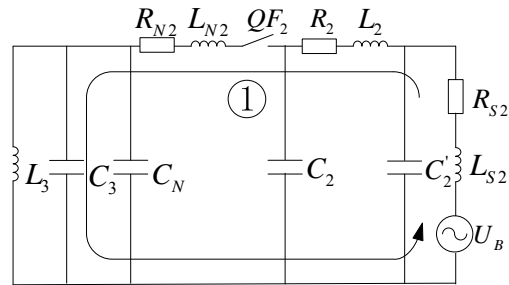 R_{N2} L_{N2} QF_2 R_2 L_2
①
R_{S2}
L_3 C_3 C_N C_2 C_2' L_{S2}
U_B